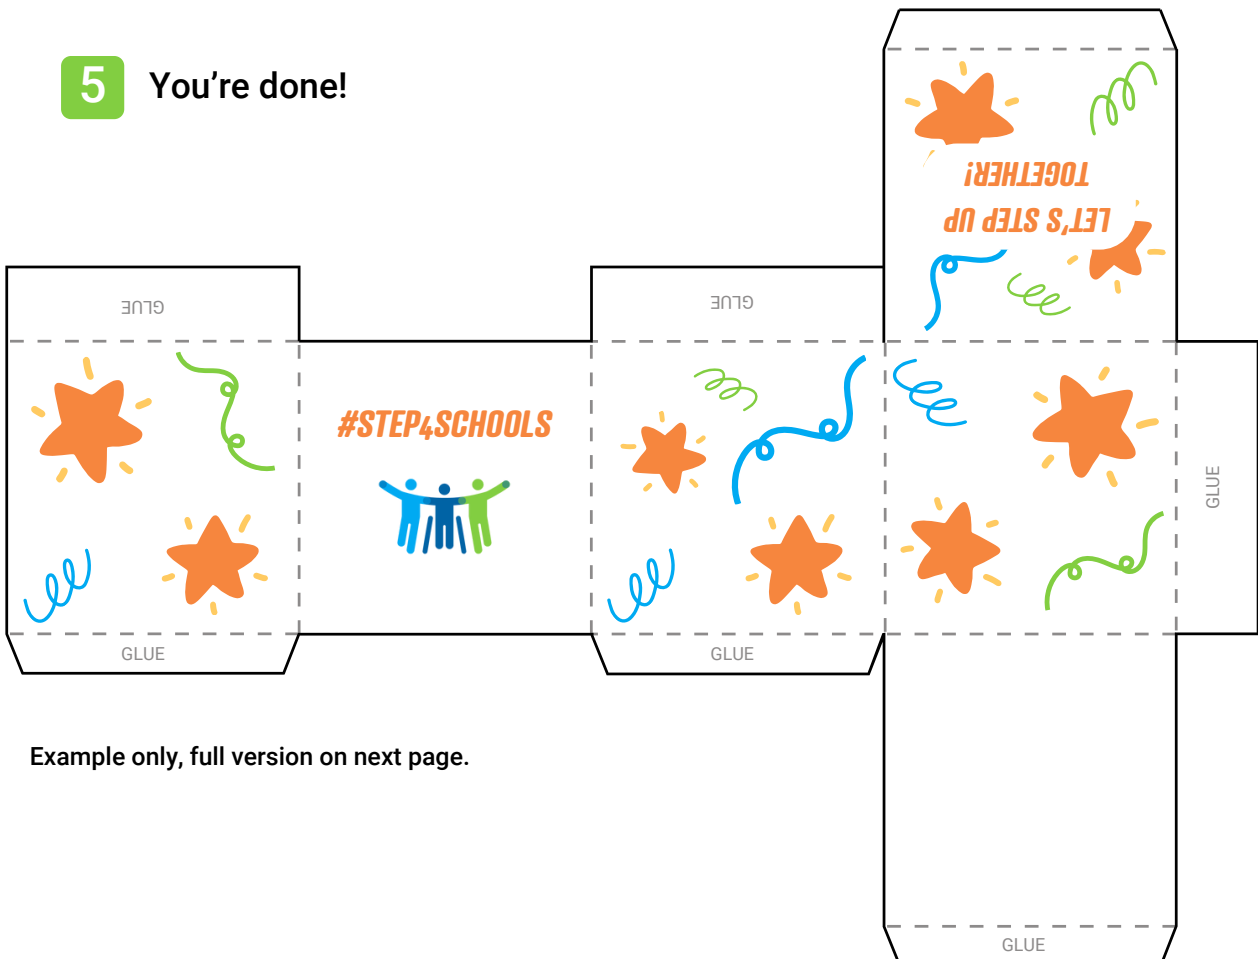 5 You're done!
LET'S STEP UP
TOGETHER!
GLUE
GLUE
#STEP4SCHOOLS
GLUE
GLUE
GLUE
Example only, full version on next page.
GLUE